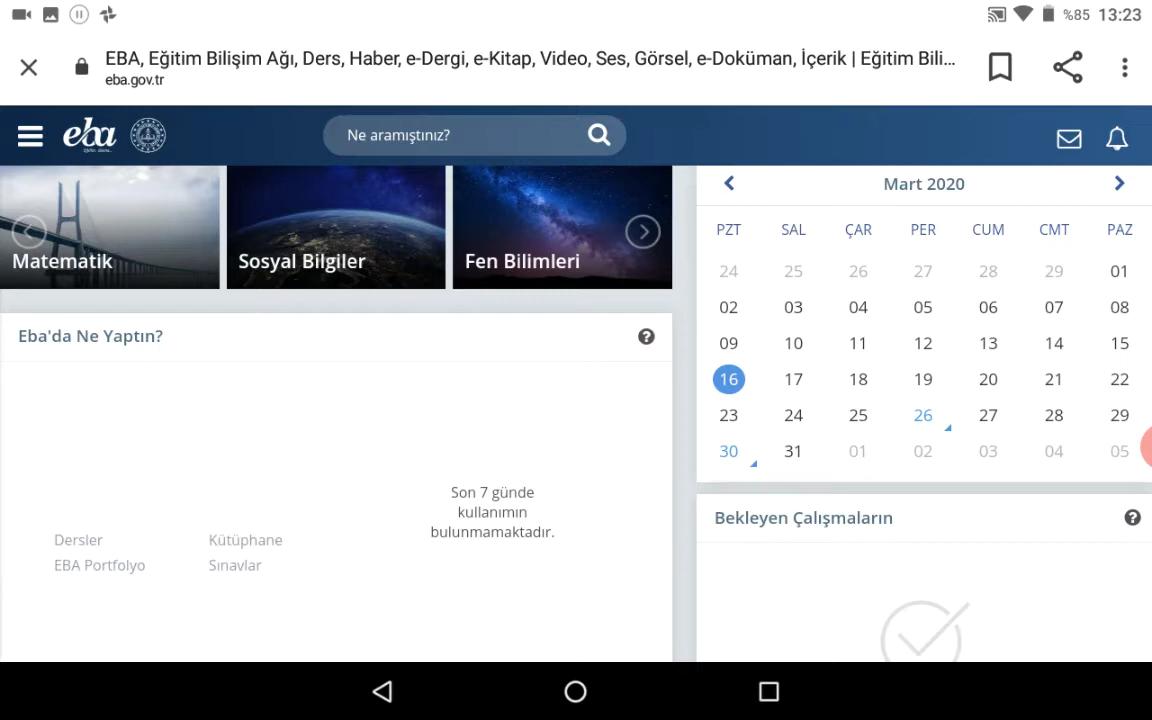 %85 13:23
EBA, Eğitim Bilişim Ağı, Ders, Haber, e-Dergi, e-Kitap, Video, Ses, Görsel, e-Doküman, İçerik | Eğitim Bili...
eba.gov.tr
eba
Ne aramıştınız?
Matematik
Sosyal Bilgiler
Fen Bilimleri
Eba'da Ne Yaptın?
Son 7 günde
kullanımın
bulunmamaktadır.
Dersler
Kütüphane
EBA Portfolyo
Sınavlar
Mart 2020
PZT SAL ÇAR PER CUM CMT PAZ
24 25 26 27 28 29 01
02 03 04 05 06 07 08
09 10 11 12 13 14 15
16 17 18 19 20 21 22
23 24 25 26 27 28 29
30 31 01 02 03 04 05
Bekleyen Çalışmaların